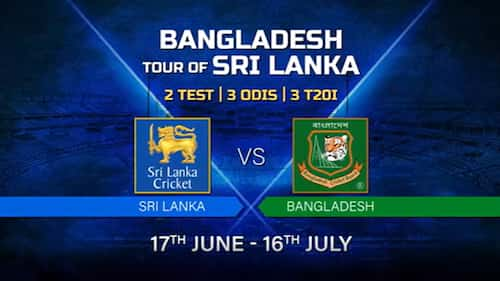 BANGLADESH
TOUR OF SRI LANKA
2 TEST | 3 ODIS | 3 T20I
Sri Lanka
Cricket
VS
বাংলাদেশ
SRI LANKA
BANGLADESH
17TH JUNE - 16TH JULY